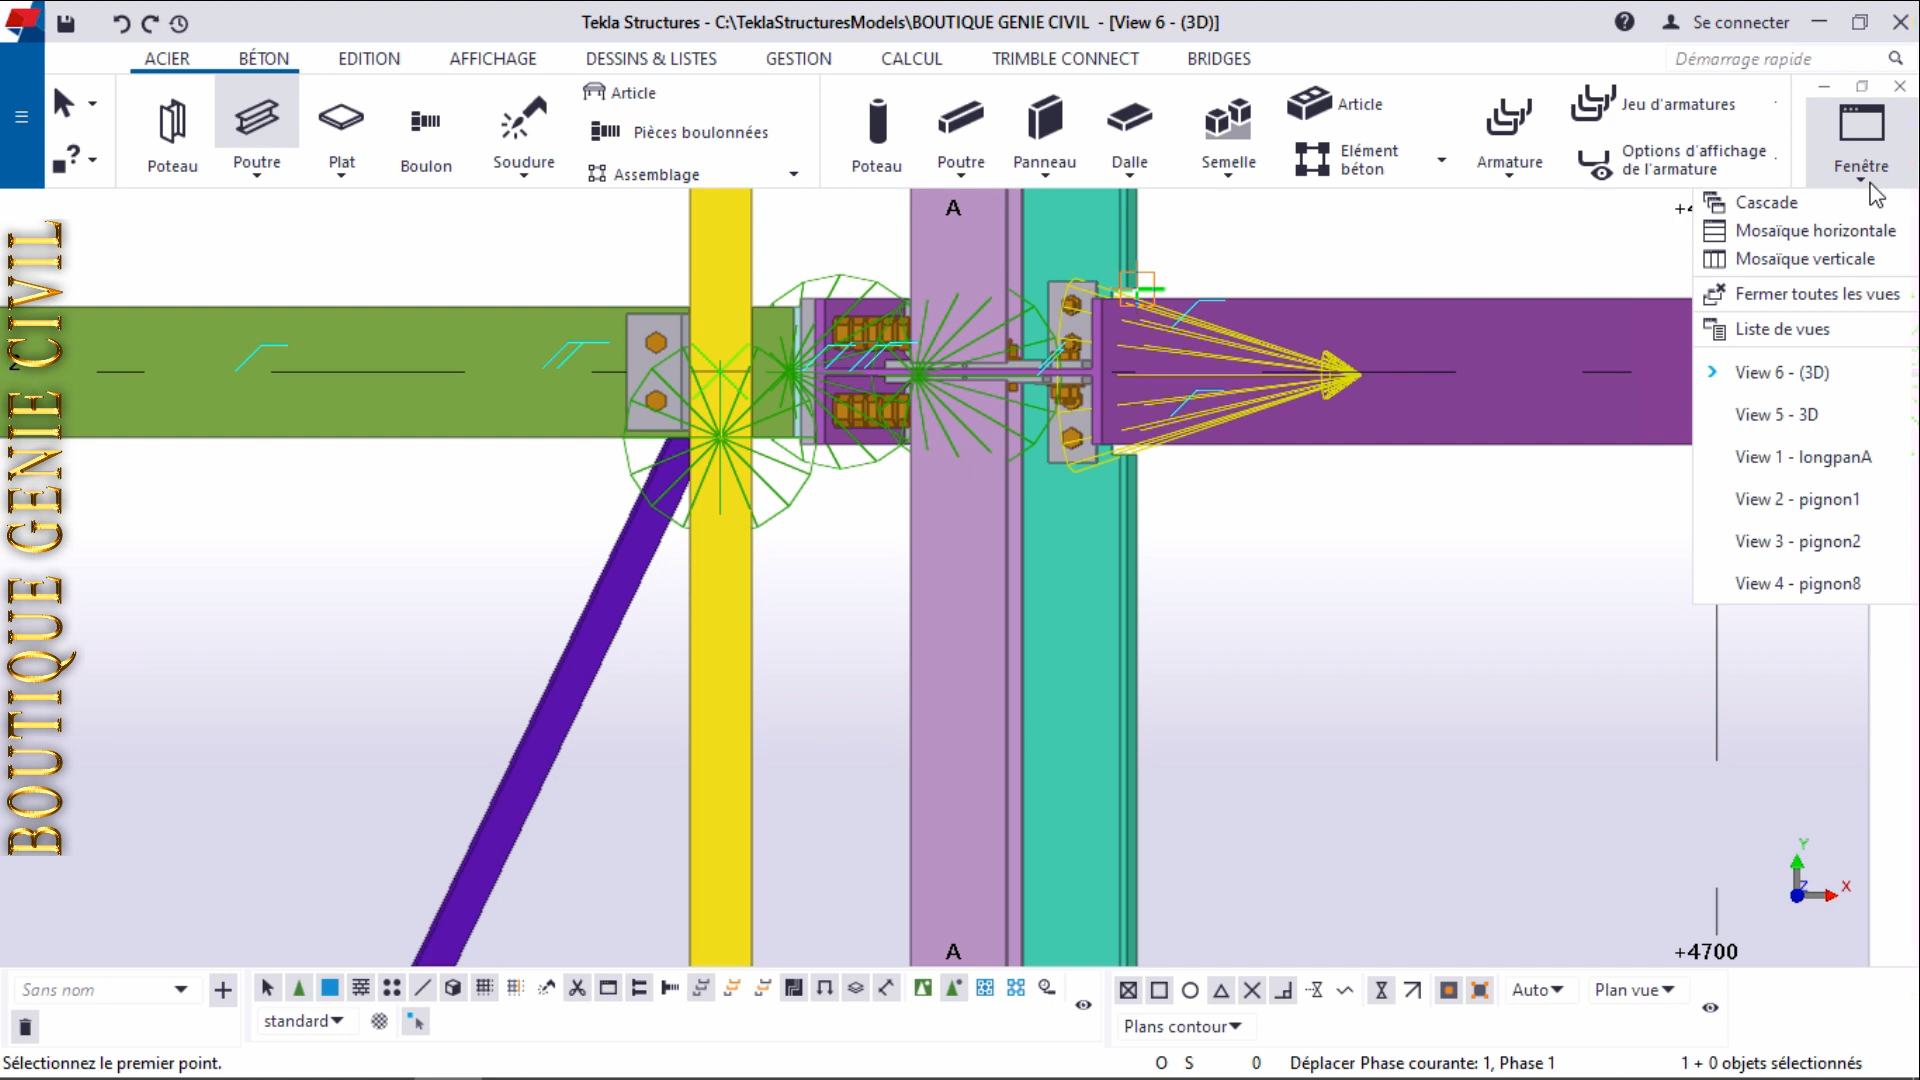 Tekla Structures - C:\TeklaStructuresModels\BOUTIQUE GENIE CIVIL - [View 6 - (3D)]
Se connecter
ACIER BÉTON EDITION AFFICHAGE DESSINS & LISTES GESTION CALCUL TRIMBLE CONNECT BRIDGES
Démarrage rapide
Poteau
Poutre
Plat
Boulon
Soudure
Article
Pièces boulonnées
Assemblage
Poteau
Poutre
Panneau
Dalle
Semelle
Article
Elément
béton
Armature
Jeu d'armatures
Options d'affichage
de l'armature
Fenêtre
Cascade
Mosaïque horizontale
Mosaïque verticale
Fermer toutes les vues
Liste de vues
View 6 - (3D)
View 5 - 3D
View 1 - longpanA
View 2 - pignon1
View 3 - pignon2
View 4 - pignon8
A
BOUTIQUE GENIE CIVIL
Y
Z
X
A
+4700
Sans nom
standard
Auto
Plan vue
Plans contour
Sélectionnez le premier point.
O S 0 Déplacer Phase courante: 1, Phase 1
1 + 0 objets sélectionnés